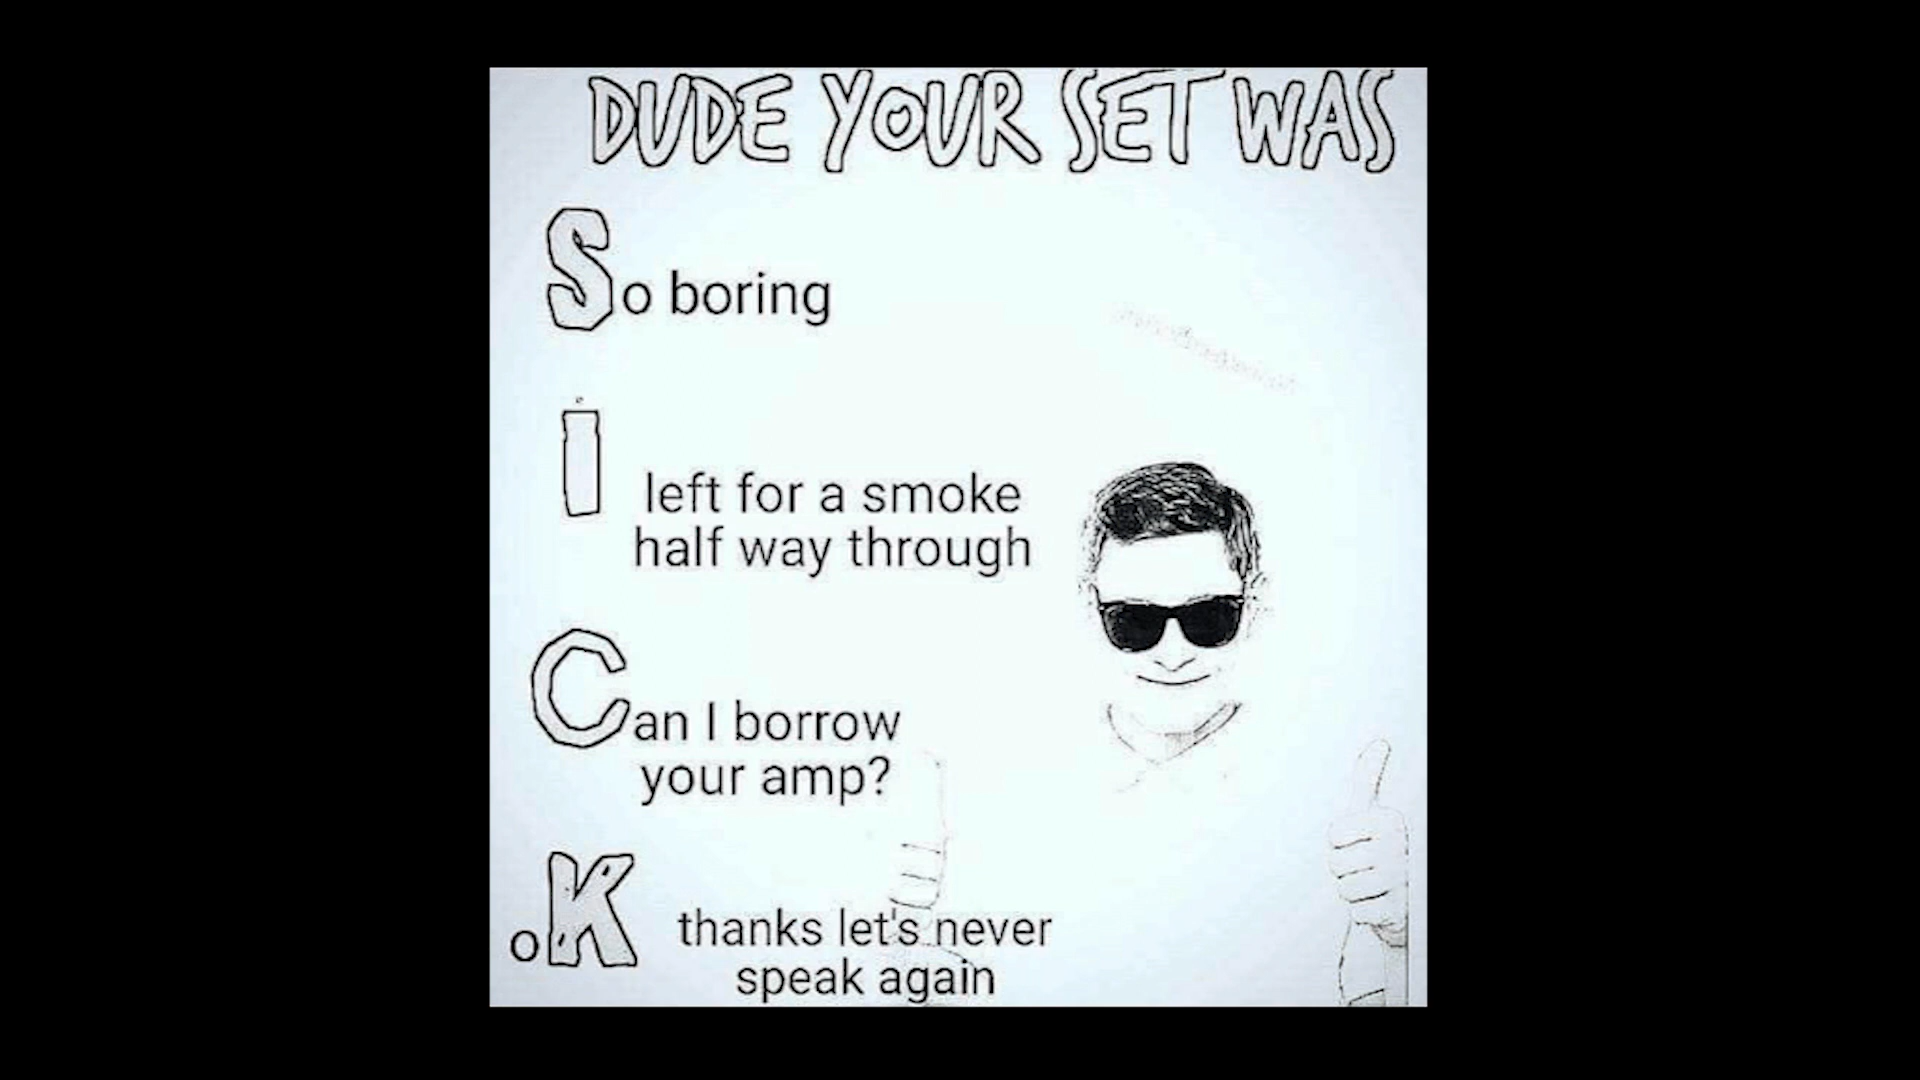 DUDE YOUR SET WAS
So boring
I left for a smoke
half way through
Can I borrow
your amp?
oK thanks let's never
speak again